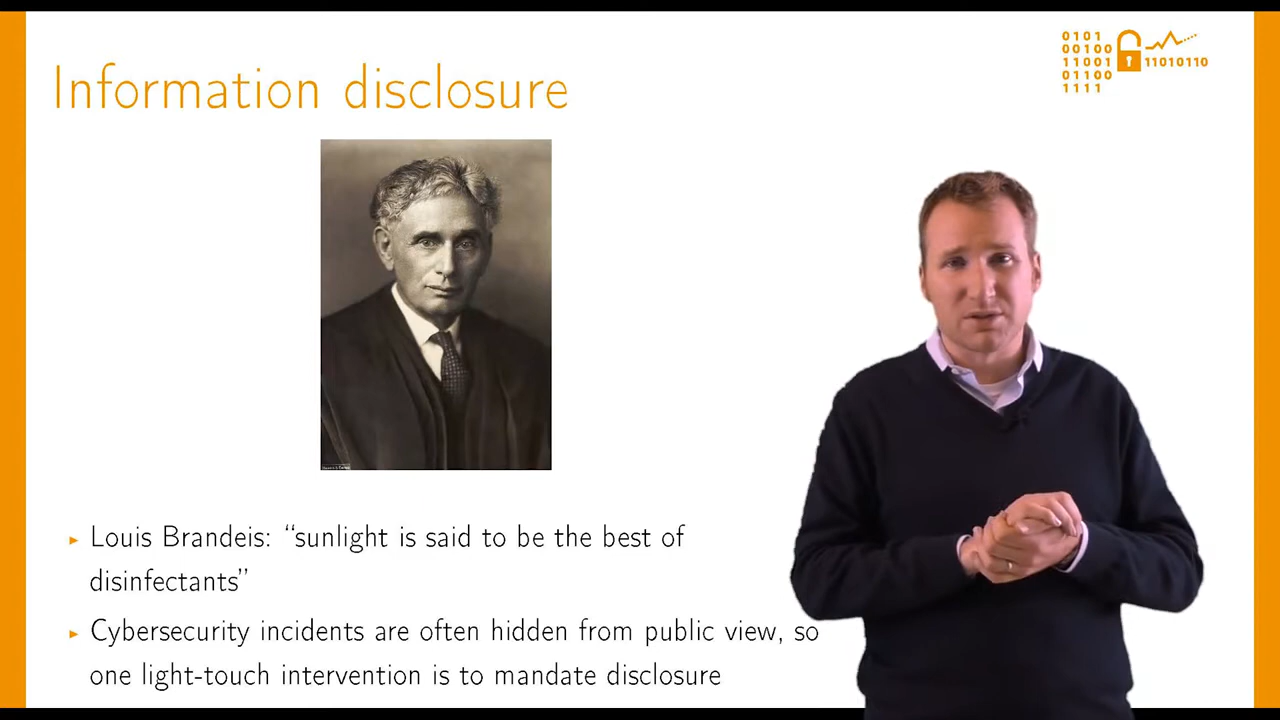 Information disclosure
0101
00100
11001
01100
1111
11010110
Louis Brandeis: “sunlight is said to be the best of
disinfectants”
Cybersecurity incidents are often hidden from public view, so
one light-touch intervention is to mandate disclosure